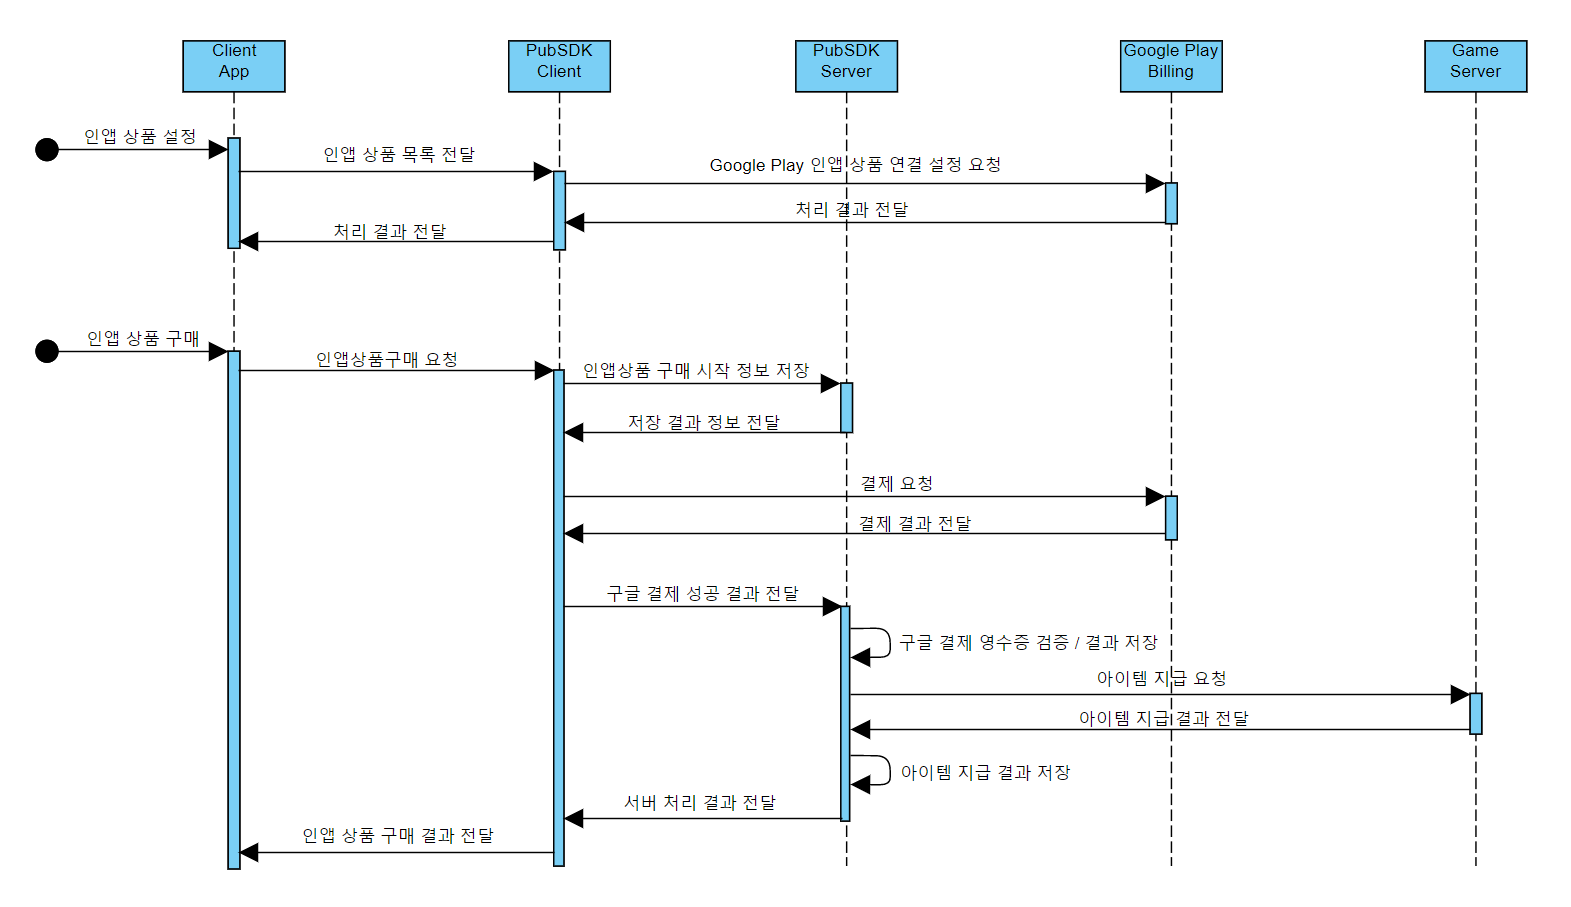 Client
App
PubSDK
Client
PubSDK
Server
Google Play
Billing
Game
Server
인앱 상품 설정
인앱 상품 목록 전달
Google Play 인앱 상품 연결 설정 요청
처리 결과 전달
처리 결과 전달
인앱 상품 구매
인앱상품구매 요청
인앱상품 구매 시작 정보 저장
저장 결과 정보 전달
결제 요청
결제 결과 전달
구글 결제 성공 결과 전달
구글 결제 영수증 검증 / 결과 저장
아이템 지급 요청
아이템 지급 결과 전달
아이템 지급 결과 저장
서버 처리 결과 전달
인앱 상품 구매 결과 전달